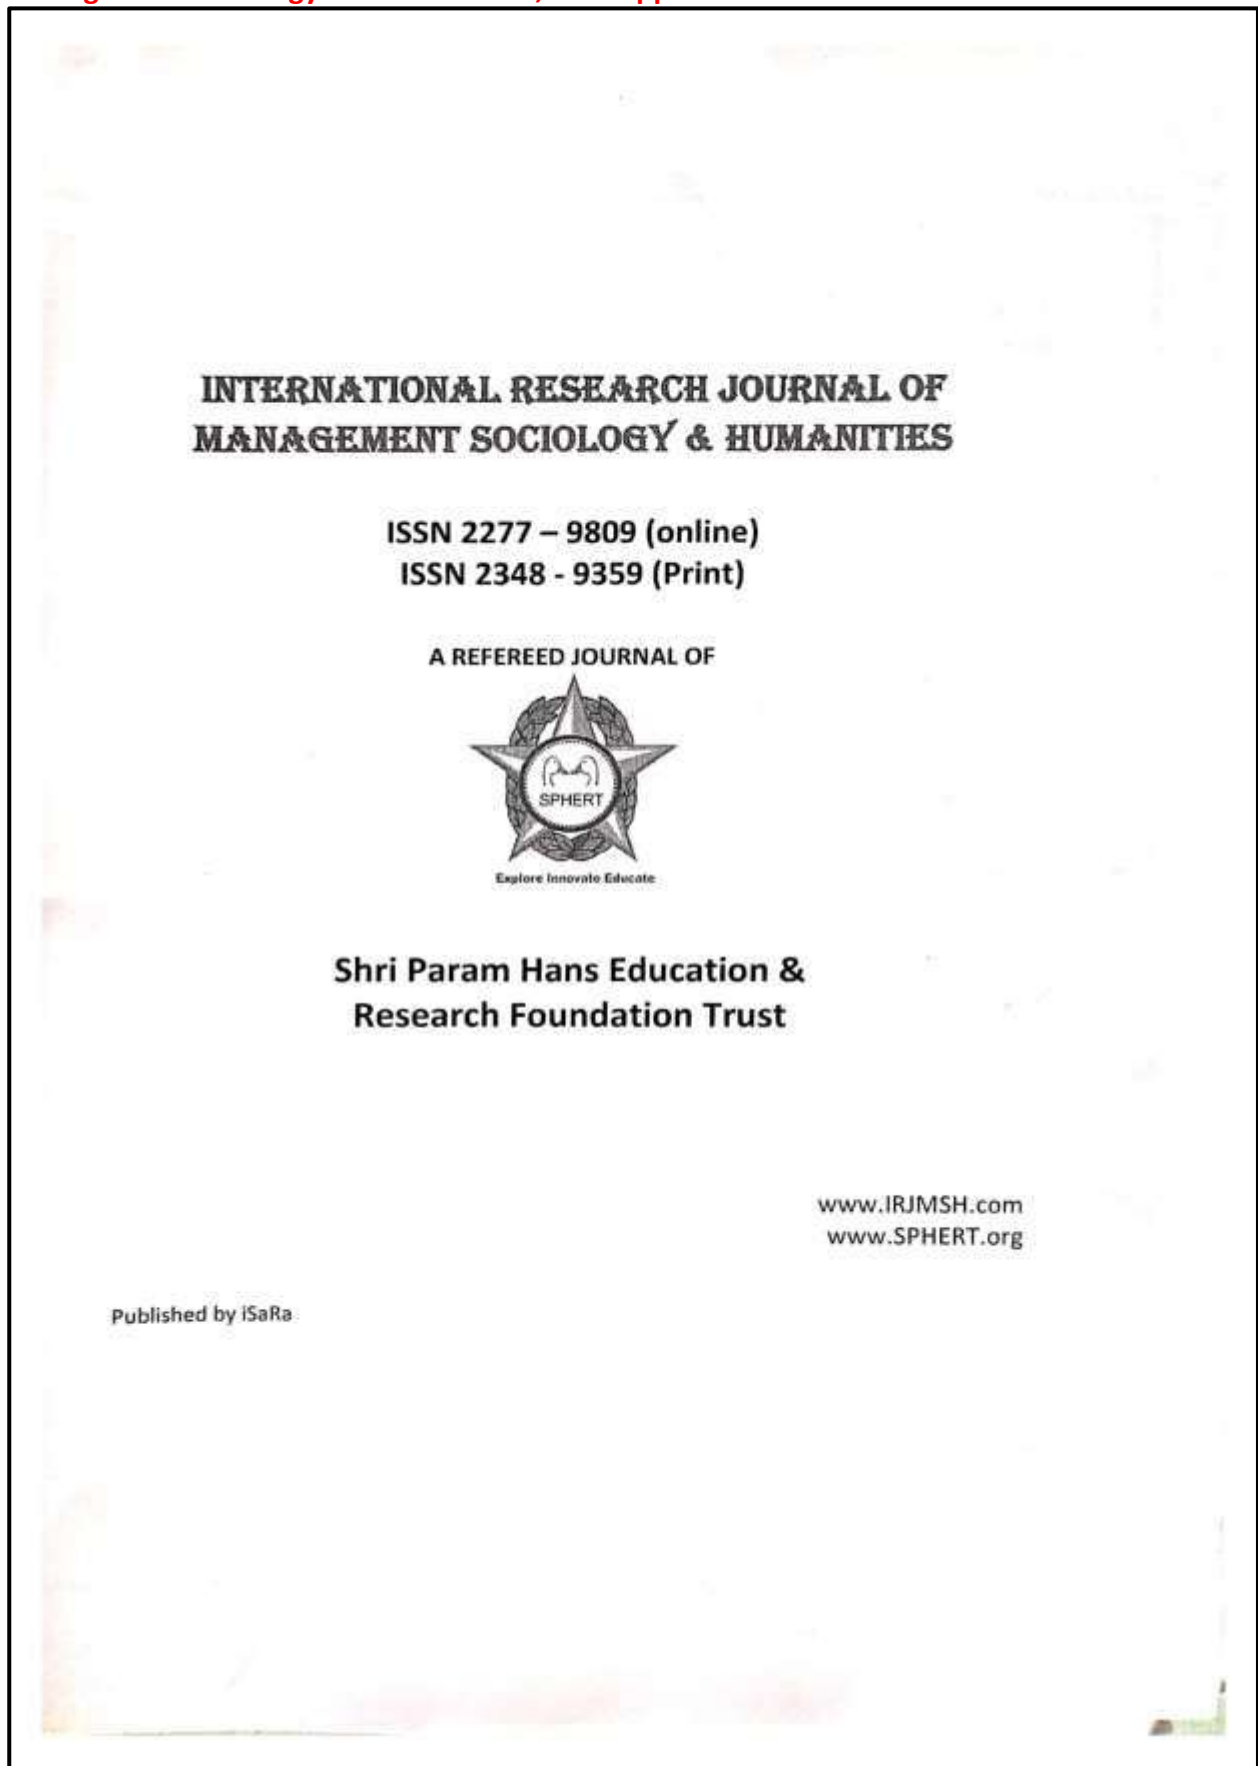 INTERNATIONAL RESEARCH JOURNAL OF
MANAGEMENT SOCIOLOGY & HUMANITIES
ISSN 2277 – 9809 (online)
ISSN 2348 - 9359 (Print)
A REFEREED JOURNAL OF
SPHERT
Explore Innovate Educate
Shri Param Hans Education &
Research Foundation Trust
www.IRJMSH.com
www.SPHERT.org
Published by iSaRa